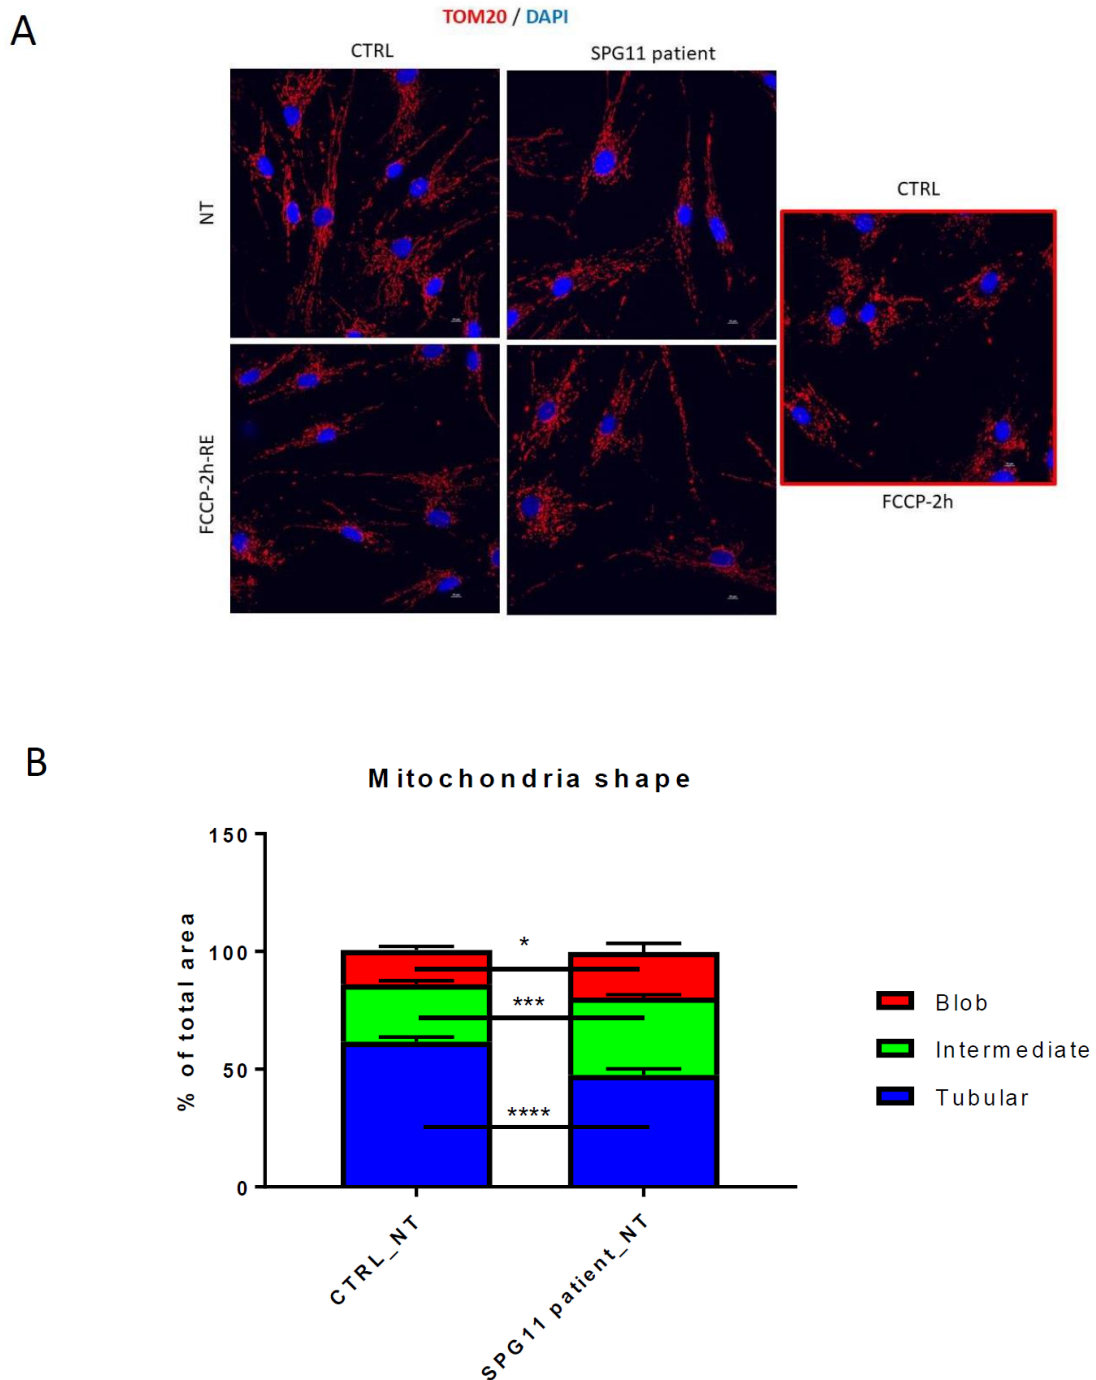 A
TOM20 / DAPI
CTRL
SPG11 patient
NT
CTRL
FCCP-2h-RE
FCCP-2h
B
Mitochondria shape
% of total area
150
100
50
0
*
***
****
Blob
Intermediate
Tubular
CTRL_NT
SPG11 patient_NT